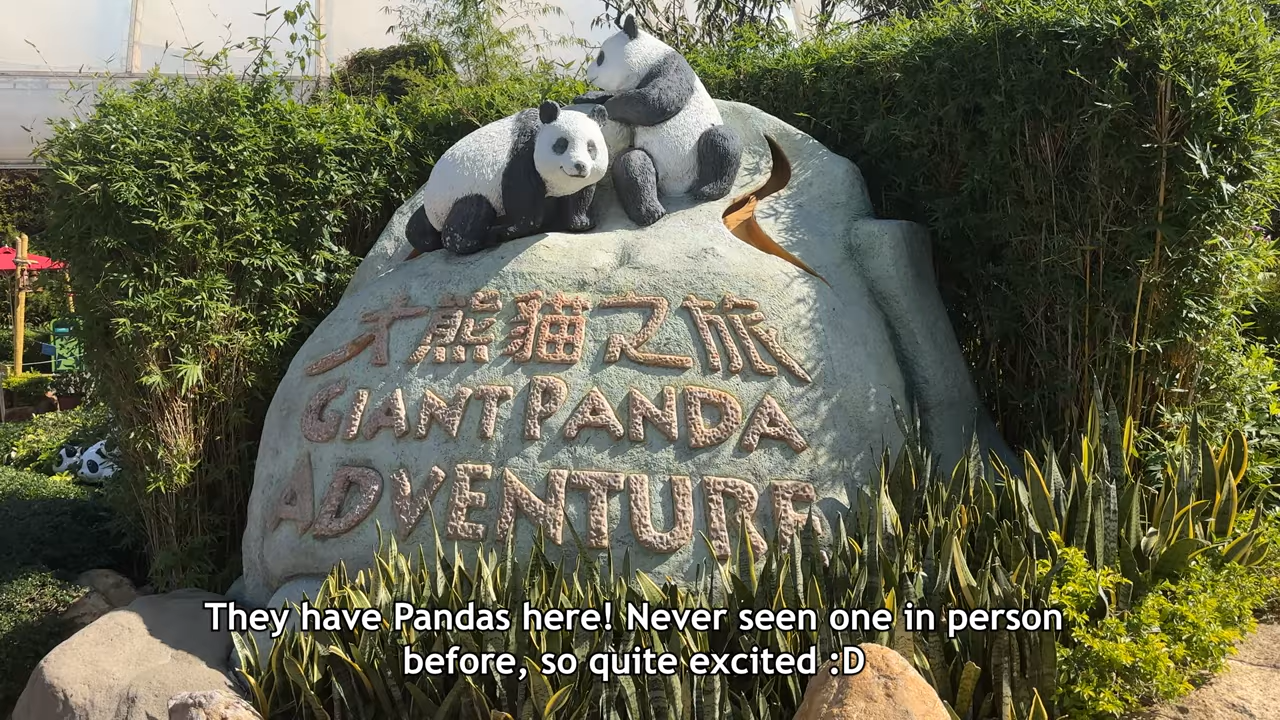 大熊貓之旅
GIANT PANDA
ADVENTURE
They have Pandas here! Never seen one in person
before, so quite excited :D